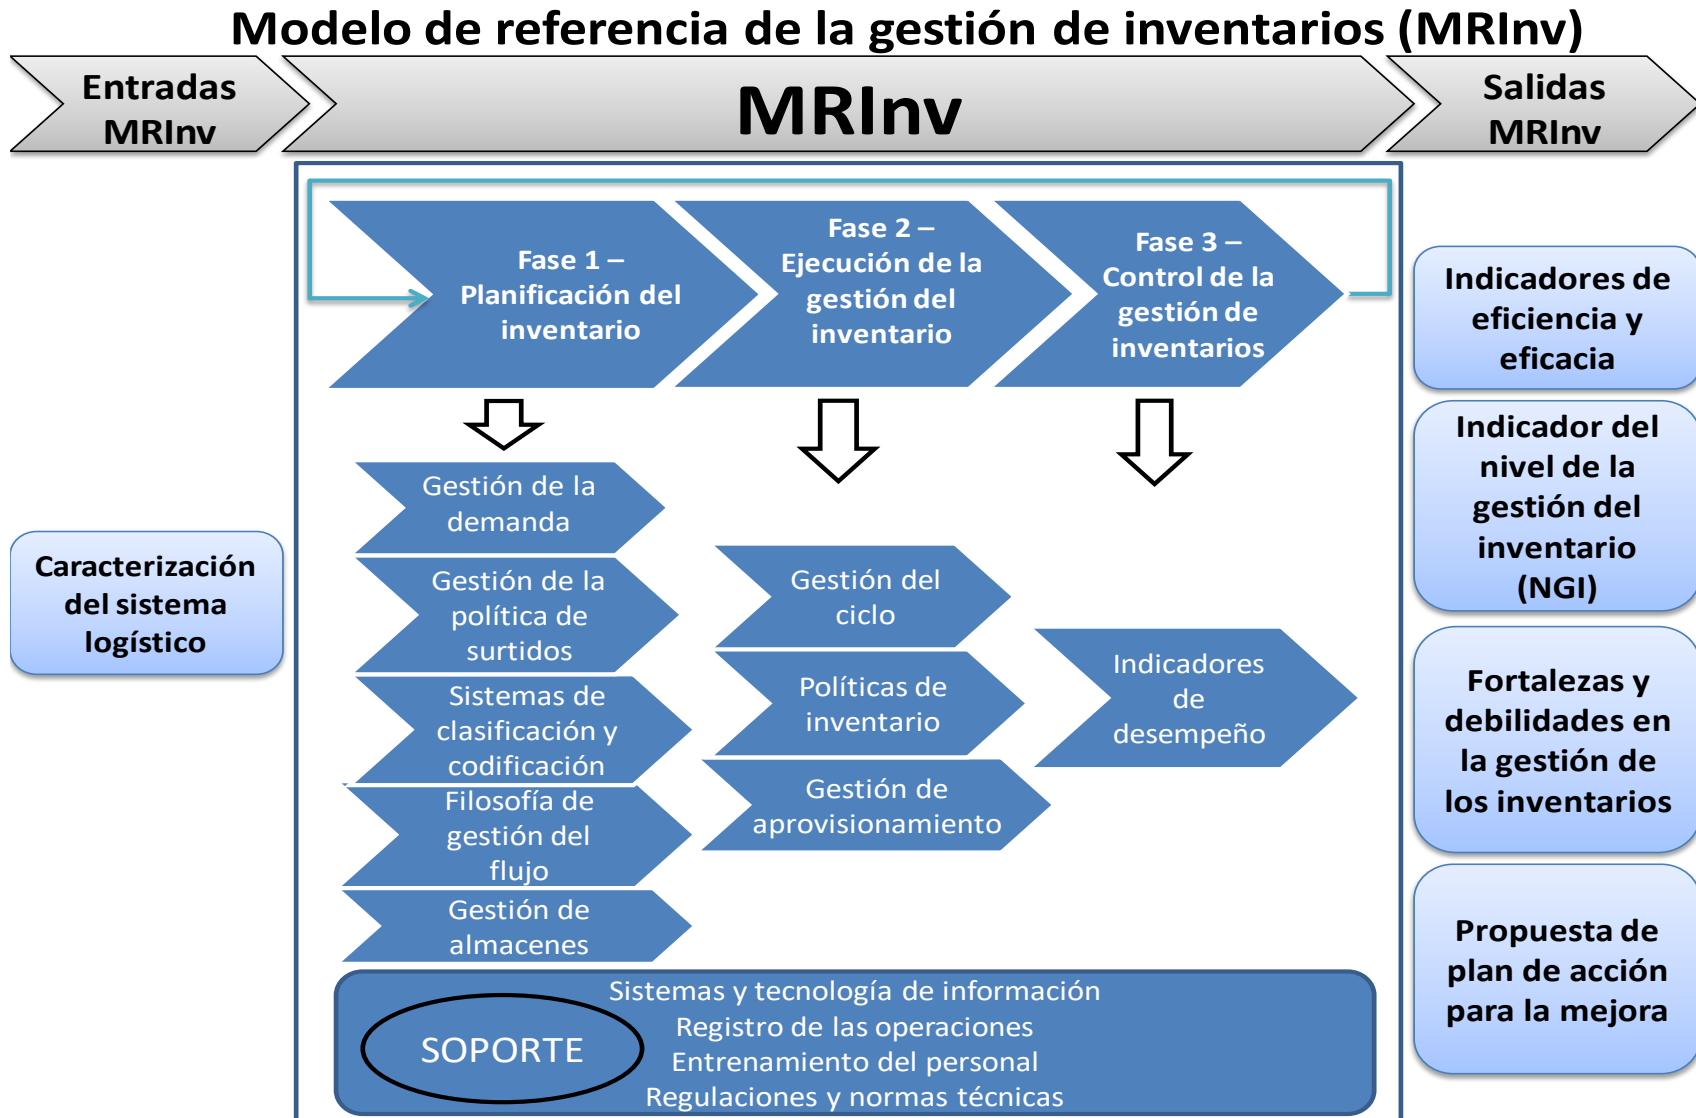 Modelo de referencia de la gestión de inventarios (MRInv)
Entradas
MRInv
MRInv
Salidas
MRInv
Fase 1 –
Planificación del
inventario
Fase 2 –
Ejecución de la
gestión del
inventario
Fase 3 –
Control de la
gestión de
inventarios
Gestión de la
demanda
Gestión de la
política de
surtidos
Sistemas de
clasificación y
codificación
Filosofía de
gestión del
flujo
Gestión de
almacenes
Gestión del
ciclo
Políticas de
inventario
Gestión de
aprovisionamiento
Indicadores
de
desempeño
SOPORTE
Sistemas y tecnología de información
Registro de las operaciones
Entrenamiento del personal
Regulaciones y normas técnicas
Caracterización
del sistema
logístico
Indicadores de
eficiencia y
eficacia
Indicador del
nivel de la
gestión del
inventario
(NGI)
Fortalezas y
debilidades en
la gestión de
los inventarios
Propuesta de
plan de acción
para la mejora